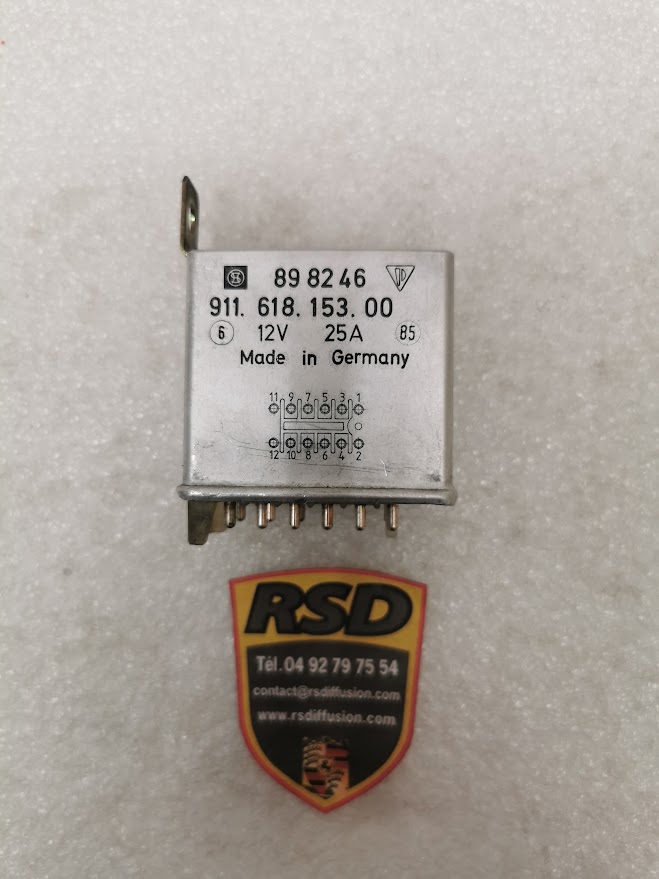 89 82 46
911. 618. 153. 00
6 12V 25A 85
Made in Germany
11 9 7 5 3 1
12 10 8 6 4 2
RSD
Tél. 04 92 79 75 54
contact@rsdiffusion.com
www.rsdiffusion.com